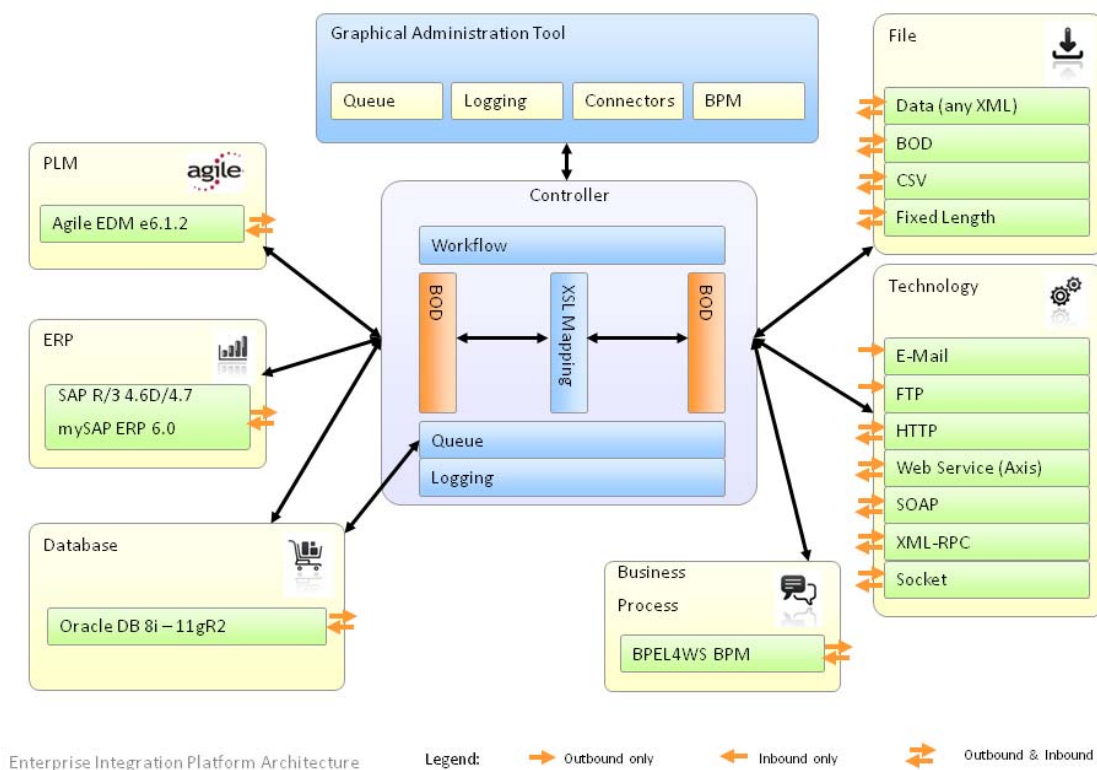 Graphical Administration Tool
Queue
Logging
Connectors
BPM
File
Data (any XML)
BOD
CSV
Fixed Length
PLM
agile
Agile EDM e6.1.2
Controller
Workflow
BOD
XSL Mapping
BOD
Queue
Logging
Technology
E-Mail
FTP
HTTP
Web Service (Axis)
SOAP
XML-RPC
Socket
ERP
SAP R/3 4.6D/4.7
mySAP ERP 6.0
Database
Oracle DB 8i – 11gR2
Business
Process
BPEL4WS BPM
Enterprise Integration Platform Architecture
Legend:
Outbound only
Inbound only
Outbound & Inbound